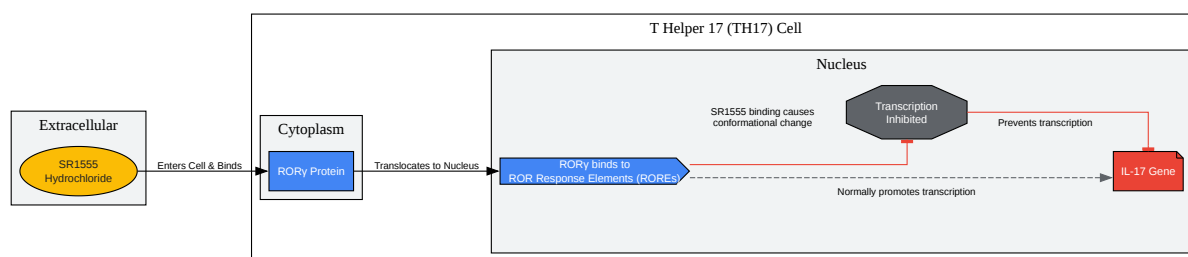 T Helper 17 (TH17) Cell
Nucleus
Extracellular
Cytoplasm
SR1555
Hydrochloride
Enters Cell & Binds
RORγ Protein
Translocates to Nucleus
RORγ binds to
ROR Response Elements (ROREs)
SR1555 binding causes
conformational change
Transcription
Inhibited
Prevents transcription
Normally promotes transcription
IL-17 Gene